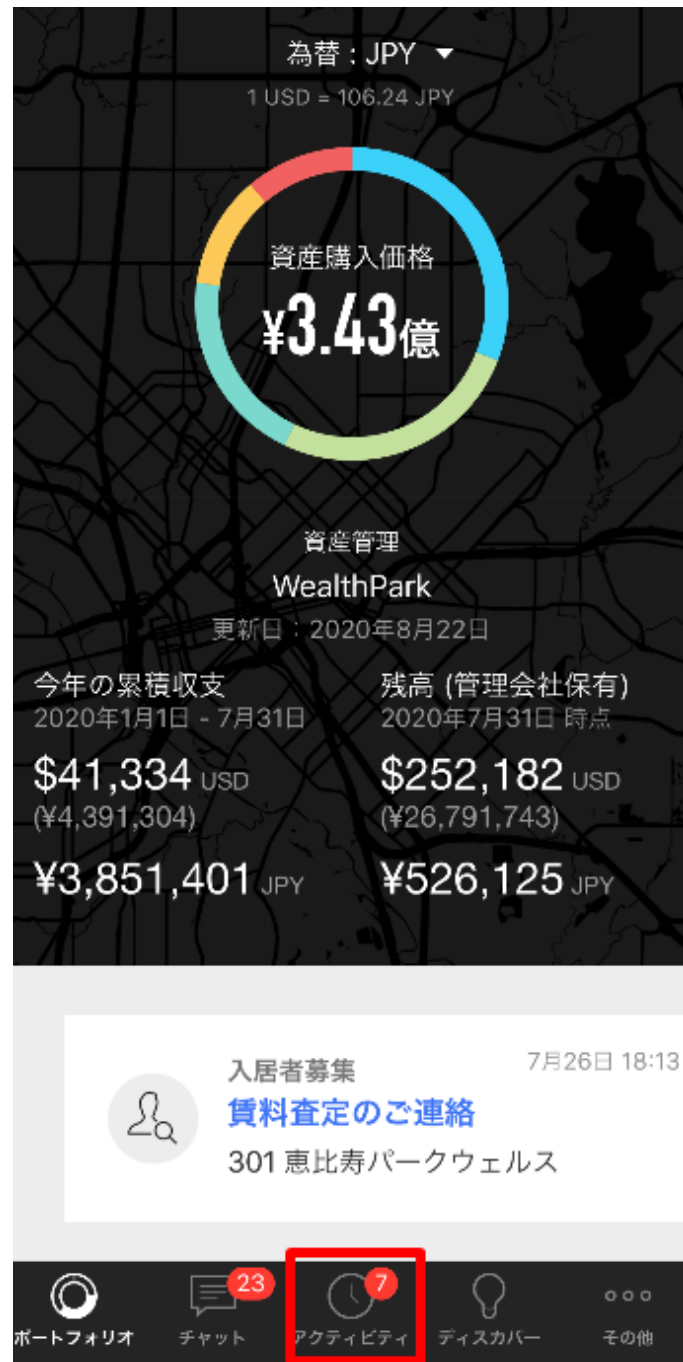 為替：JPY
1 USD = 106.24 JPY
資産購入価格
¥3.43億
資産管理
WealthPark
更新日：2020年8月22日
今年の累積収支
2020年1月1日 - 7月31日
$41,334 USD
(¥4,391,304)
¥3,851,401 JPY
残高 (管理会社保有)
2020年7月31日 時点
$252,182 USD
(¥26,791,743)
¥526,125 JPY
入居者募集
7月26日 18:13
賃料査定のご連絡
301 恵比寿パークウェルス
23
7
ポートフォリオ
チャット
アクティビティ
ディスカバー
その他